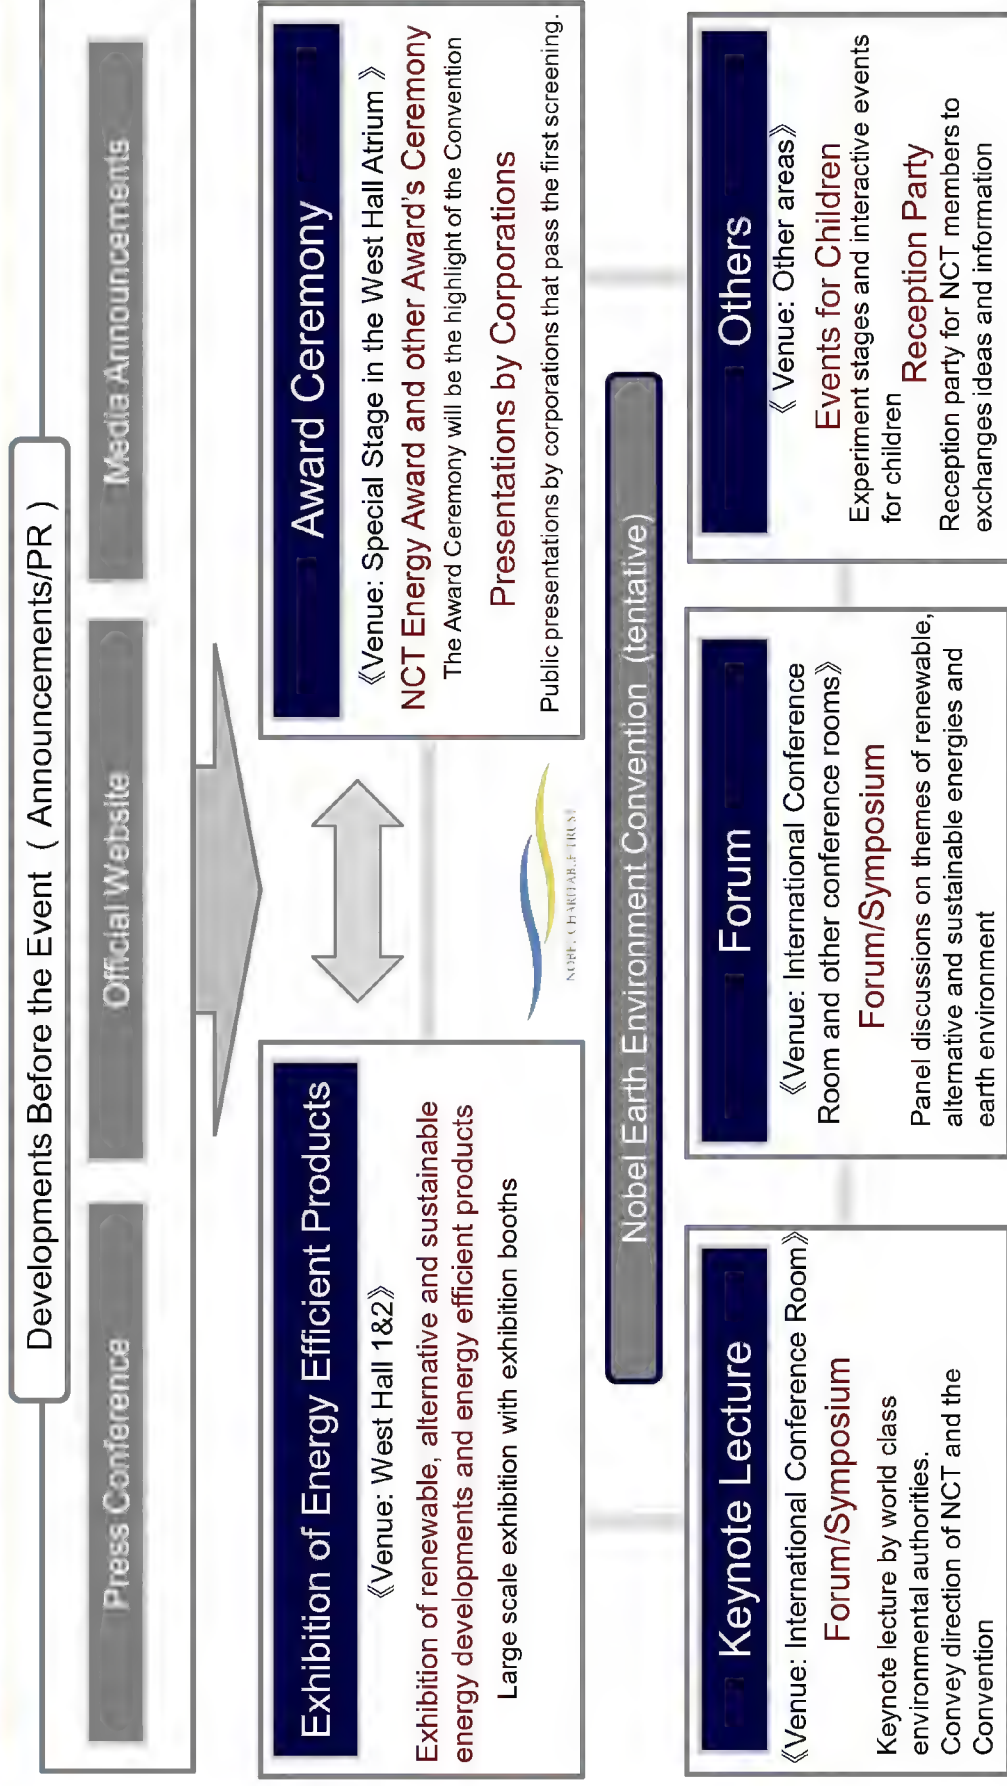 Developments Before the Event ( Announcements/PR )
Press Conference
Official Website
Media Announcements
Exhibition of Energy Efficient Products
《Venue: West Hall 1&2》
Exhibition of renewable, alternative and sustainable
energy developments and energy efficient products
Large scale exhibition with exhibition booths
Award Ceremony
《Venue: Special Stage in the West Hall Atrium 》
NCT Energy Award and other Award's Ceremony
The Award Ceremony will be the highlight of the Convention
Presentations by Corporations
Public presentations by corporations that pass the first screening.
NOBEL CHARITABLE TRUST
Nobel Earth Environment Convention (tentative)
Keynote Lecture
《Venue: International Conference Room》
Forum/Symposium
Keynote lecture by world class
environmental authorities.
Convey direction of NCT and the
Convention
Forum
《Venue: International Conference
Room and other conference rooms》
Forum/Symposium
Panel discussions on themes of renewable,
alternative and sustainable energies and
earth environment
Others
《 Venue: Other areas》
Events for Children
Experiment stages and interactive events
for children
Reception Party
Reception party for NCT members to
exchanges ideas and information